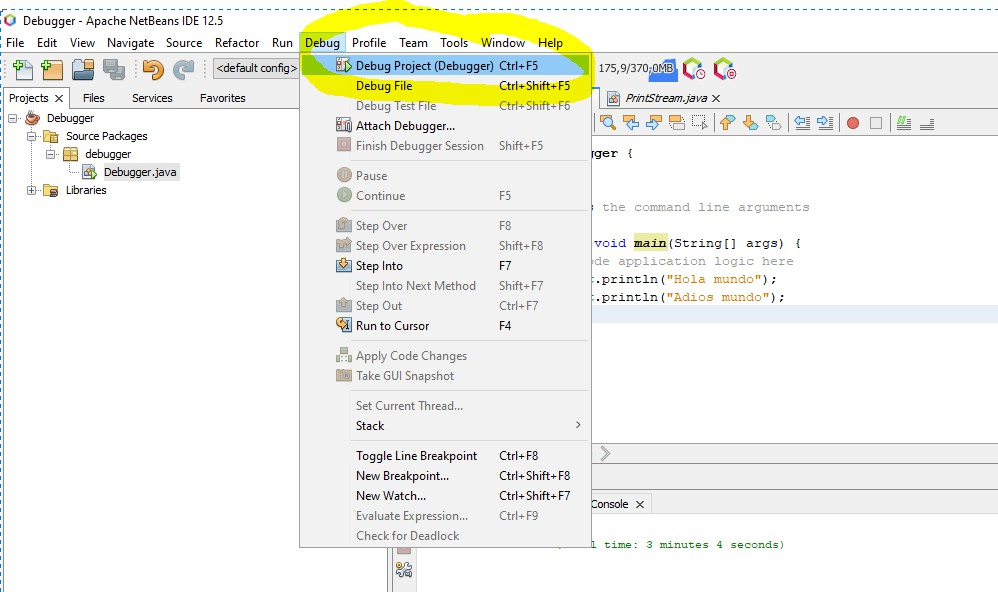 Debugger - Apache NetBeans IDE 12.5
File Edit View Navigate Source Refactor Run Debug Profile Team Tools Window Help
<default config>
175,9/370,0MB
Projects Files Services Favorites
PrintStream.java
Debugger
Source Packages
debugger
Debugger.java
Libraries
Debug Project (Debugger) Ctrl+F5
Debug File Ctrl+Shift+F5
Debug Test File Ctrl+Shift+F6
Attach Debugger...
Finish Debugger Session Shift+F5
Pause
Continue F5
Step Over F8
Step Over Expression Shift+F8
Step Into F7
Step Into Next Method Shift+F7
Step Out Ctrl+F7
Run to Cursor F4
Apply Code Changes
Take GUI Snapshot
Set Current Thread...
Stack
Toggle Line Breakpoint Ctrl+F8
New Breakpoint... Ctrl+Shift+F8
New Watch... Ctrl+Shift+F7
Evaluate Expression... Ctrl+F9
Check for Deadlock
gger {
the command line arguments
void main(String[] args) {
de application logic here
.println("Hola mundo");
.println("Adios mundo");
Console
l time: 3 minutes 4 seconds)